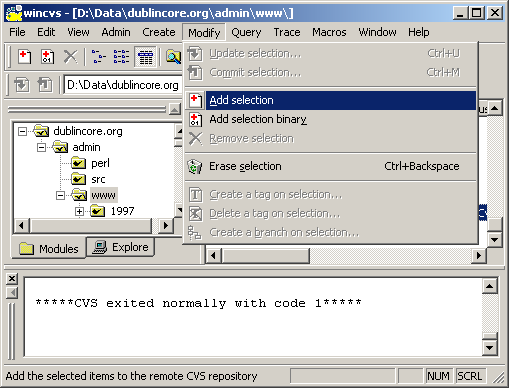 wincvs - [D:\Data\dublincore.org\admin\www\]
File Edit View Admin Create Modify Query Trace Macros Window Help
Update selection... Ctrl+U
Commit selection... Ctrl+M
D:\Data\dublincore.org
Add selection
Add selection binary
Remove selection
dublincore.org
admin
perl
src
www
1997
Erase selection Ctrl+Backspace
Create a tag on selection...
Delete a tag on selection...
Create a branch on selection...
Modules Explore
*****CVS exited normally with code 1*****
Add the selected items to the remote CVS repository NUM SCRL